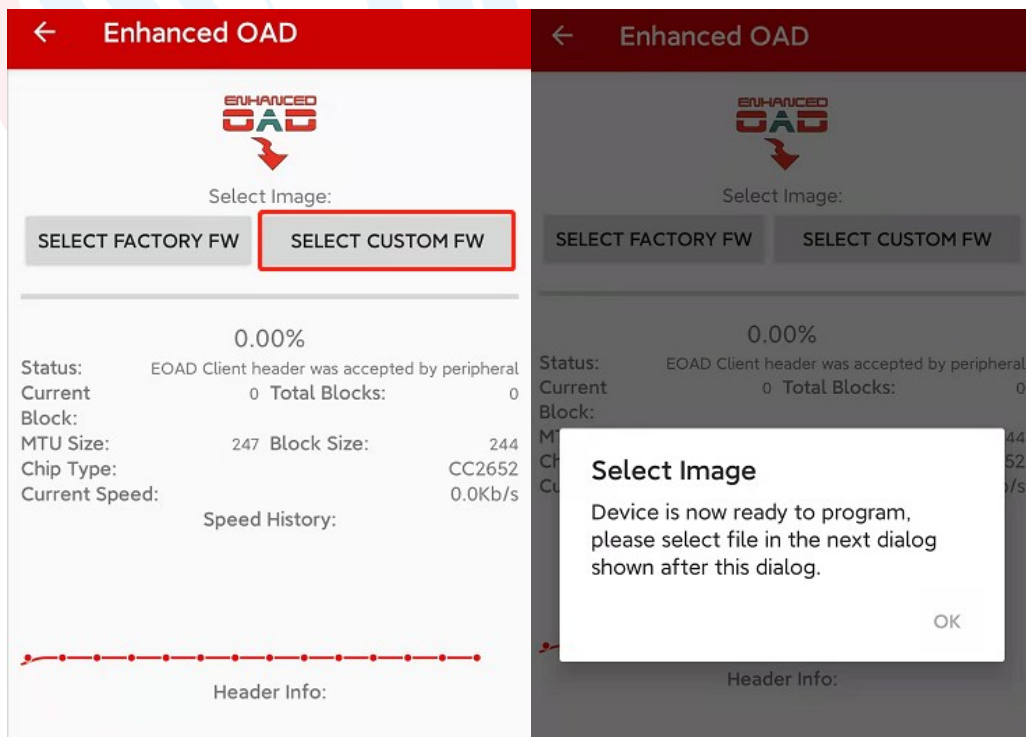 Enhanced OAD
ENHANCED
OAD
Select Image:
SELECT FACTORY FW SELECT CUSTOM FW
0.00%
Status: EOAD Client header was accepted by peripheral
Current Block: 0 Total Blocks: 0
MTU Size: 247 Block Size: 244
Chip Type: CC2652
Current Speed: 0.0Kb/s
Speed History:
Header Info:
Enhanced OAD
ENHANCED
OAD
Select Image:
SELECT FACTORY FW SELECT CUSTOM FW
0.00%
Status: EOAD Client header was accepted by peripheral
Current Block: 0 Total Blocks: 0
Select Image
Device is now ready to program,
please select file in the next dialog
shown after this dialog.
OK
Header Info: